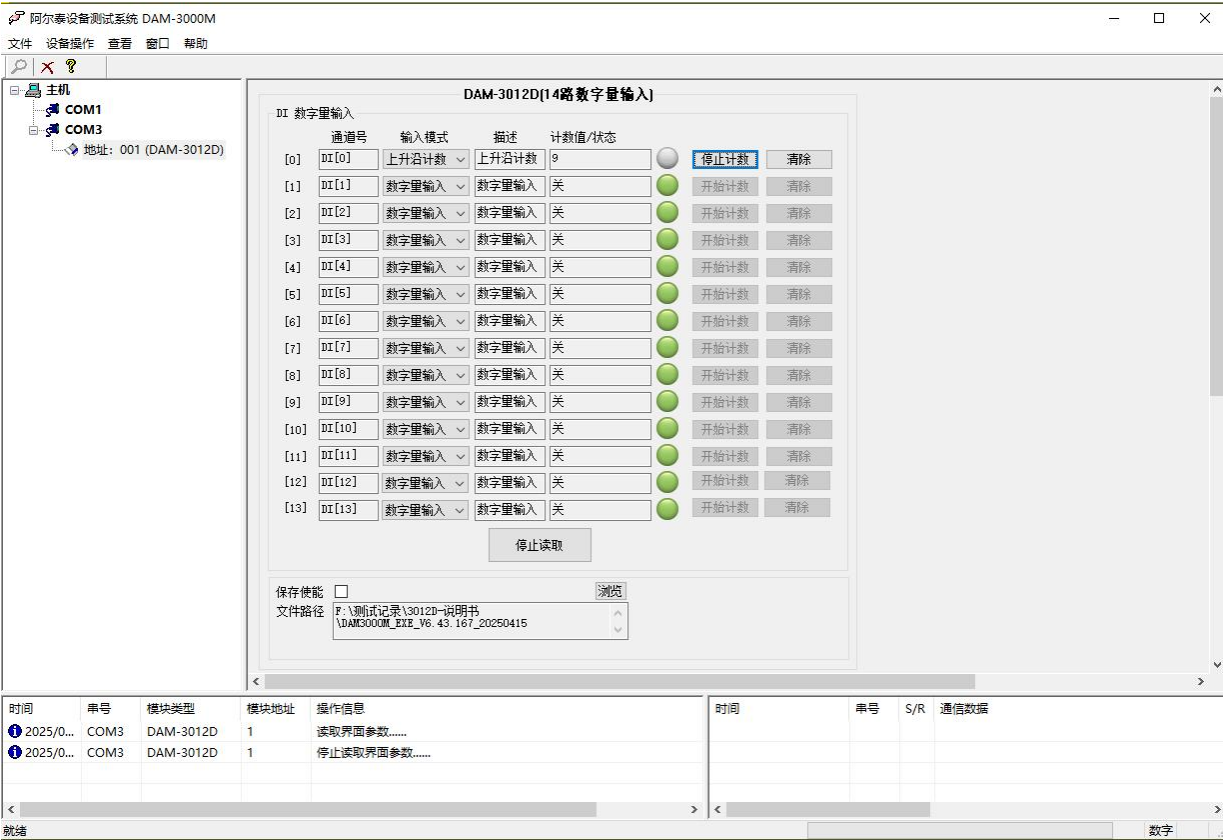 阿尔泰设备测试系统 DAM-3000M
文件 设备操作 查看 窗口 帮助
主机
COM1
COM3
地址：001 (DAM-3012D)
DAM-3012D[14路数字量输入]
DI 数字量输入
通道号 输入模式 描述 计数值/状态
[0] DI[0] 上升沿计数 上升沿计数 9 停止计数 清除
[1] DI[1] 数字量输入 数字量输入 关 开始计数 清除
[2] DI[2] 数字量输入 数字量输入 关 开始计数 清除
[3] DI[3] 数字量输入 数字量输入 关 开始计数 清除
[4] DI[4] 数字量输入 数字量输入 关 开始计数 清除
[5] DI[5] 数字量输入 数字量输入 关 开始计数 清除
[6] DI[6] 数字量输入 数字量输入 关 开始计数 清除
[7] DI[7] 数字量输入 数字量输入 关 开始计数 清除
[8] DI[8] 数字量输入 数字量输入 关 开始计数 清除
[9] DI[9] 数字量输入 数字量输入 关 开始计数 清除
[10] DI[10] 数字量输入 数字量输入 关 开始计数 清除
[11] DI[11] 数字量输入 数字量输入 关 开始计数 清除
[12] DI[12] 数字量输入 数字量输入 关 开始计数 清除
[13] DI[13] 数字量输入 数字量输入 关 开始计数 清除
停止读取
保存使能 浏览
文件路径 F:\测试记录\3012D-说明书
\DAM3000M_EXE_V6.43.167_20250415
时间 串号 模块类型 模块地址 操作信息
2025/0... COM3 DAM-3012D 1 读取界面参数......
2025/0... COM3 DAM-3012D 1 停止读取界面参数......
时间 串号 S/R 通信数据
就绪 数字